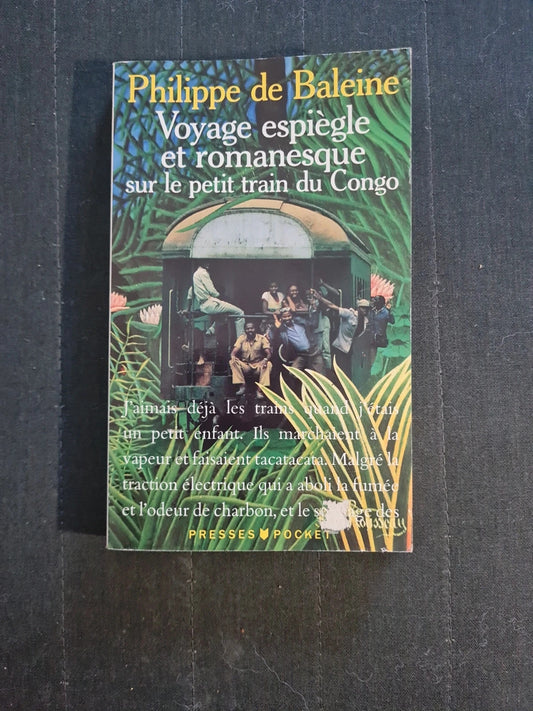 Philippe de Baleine
Voyage espiègle
et romanesque
sur le petit train du Congo
J'aimais déjà les trains quand j'étais
un petit enfant. Ils marchaient à la
vapeur et faisaient tacatacata. Malgré la
traction électrique qui a aboli la fumée
et l'odeur de charbon, et le des
PRESSES POCKET